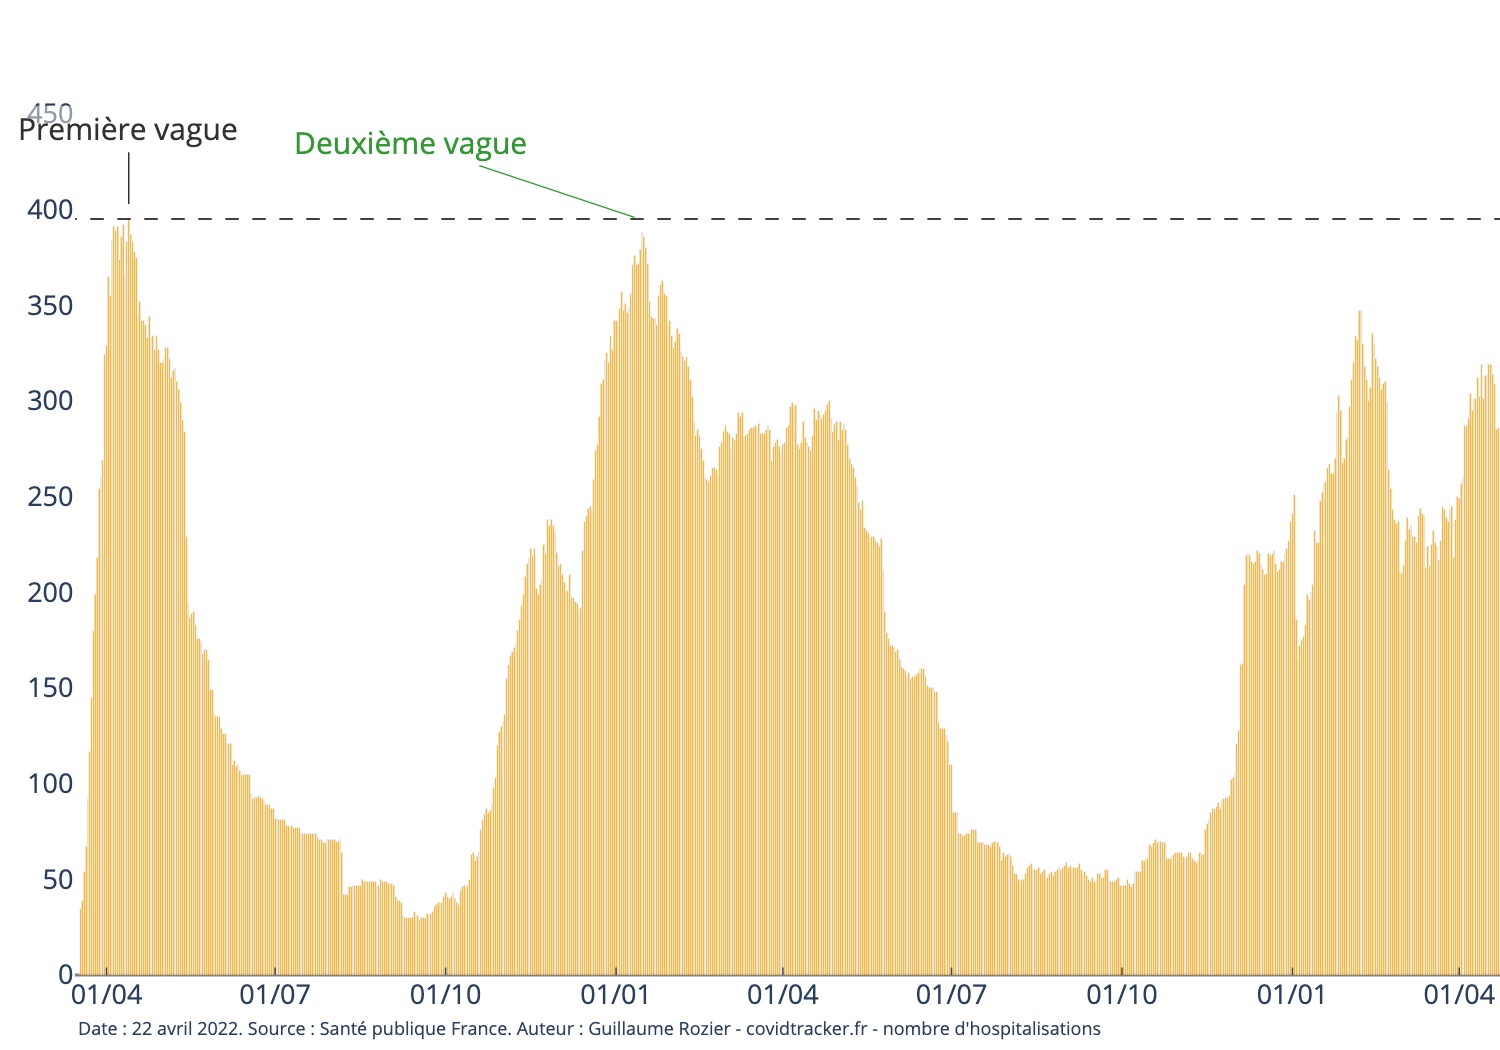 450
Première vague
Deuxième vague
400
350
300
250
200
150
100
50
0
01/04 01/07 01/10 01/01 01/04 01/07 01/10 01/01 01/04
Date : 22 avril 2022. Source : Santé publique France. Auteur : Guillaume Rozier - covidtracker.fr - nombre d'hospitalisations